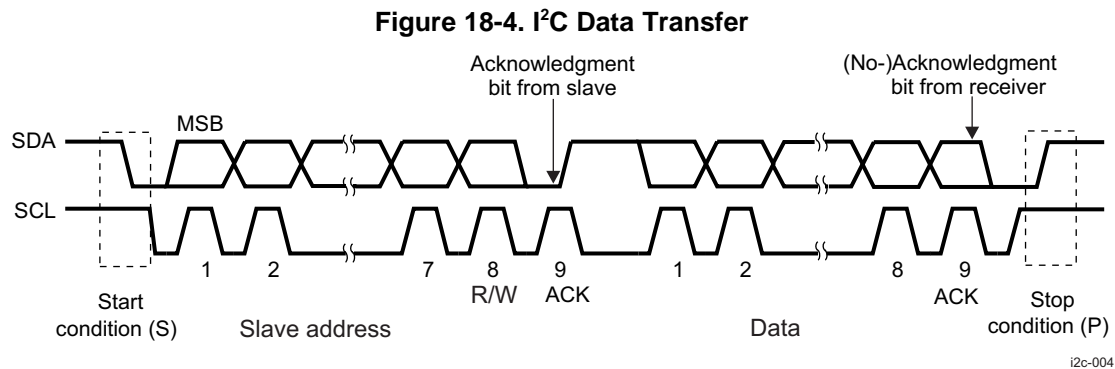 Figure 18-4. I²C Data Transfer
Acknowledgment
bit from slave
(No-)Acknowledgment
bit from receiver
MSB
SDA
SCL
1 2 7 8 9 1 2 8 9
R/W ACK ACK
Start
condition (S)
Slave address
Data
Stop
condition (P)
i2c-004